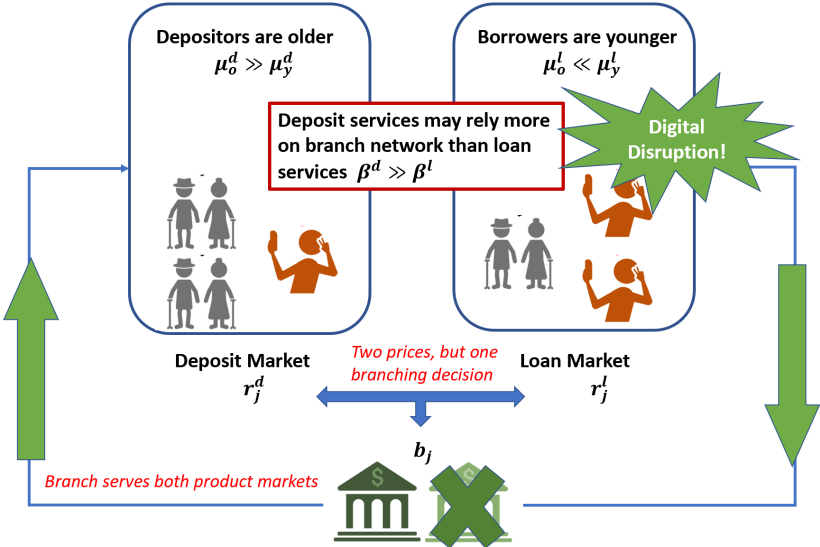 Depositors are older
μ_o^d ≫ μ_y^d
Borrowers are younger
μ_o^l ≪ μ_y^l
Deposit services may rely more
on branch network than loan
services β^d ≫ β^l
Digital
Disruption!
Deposit Market
r_j^d
Two prices, but one
branching decision
Loan Market
r_j^l
b_j
Branch serves both product markets
$
$